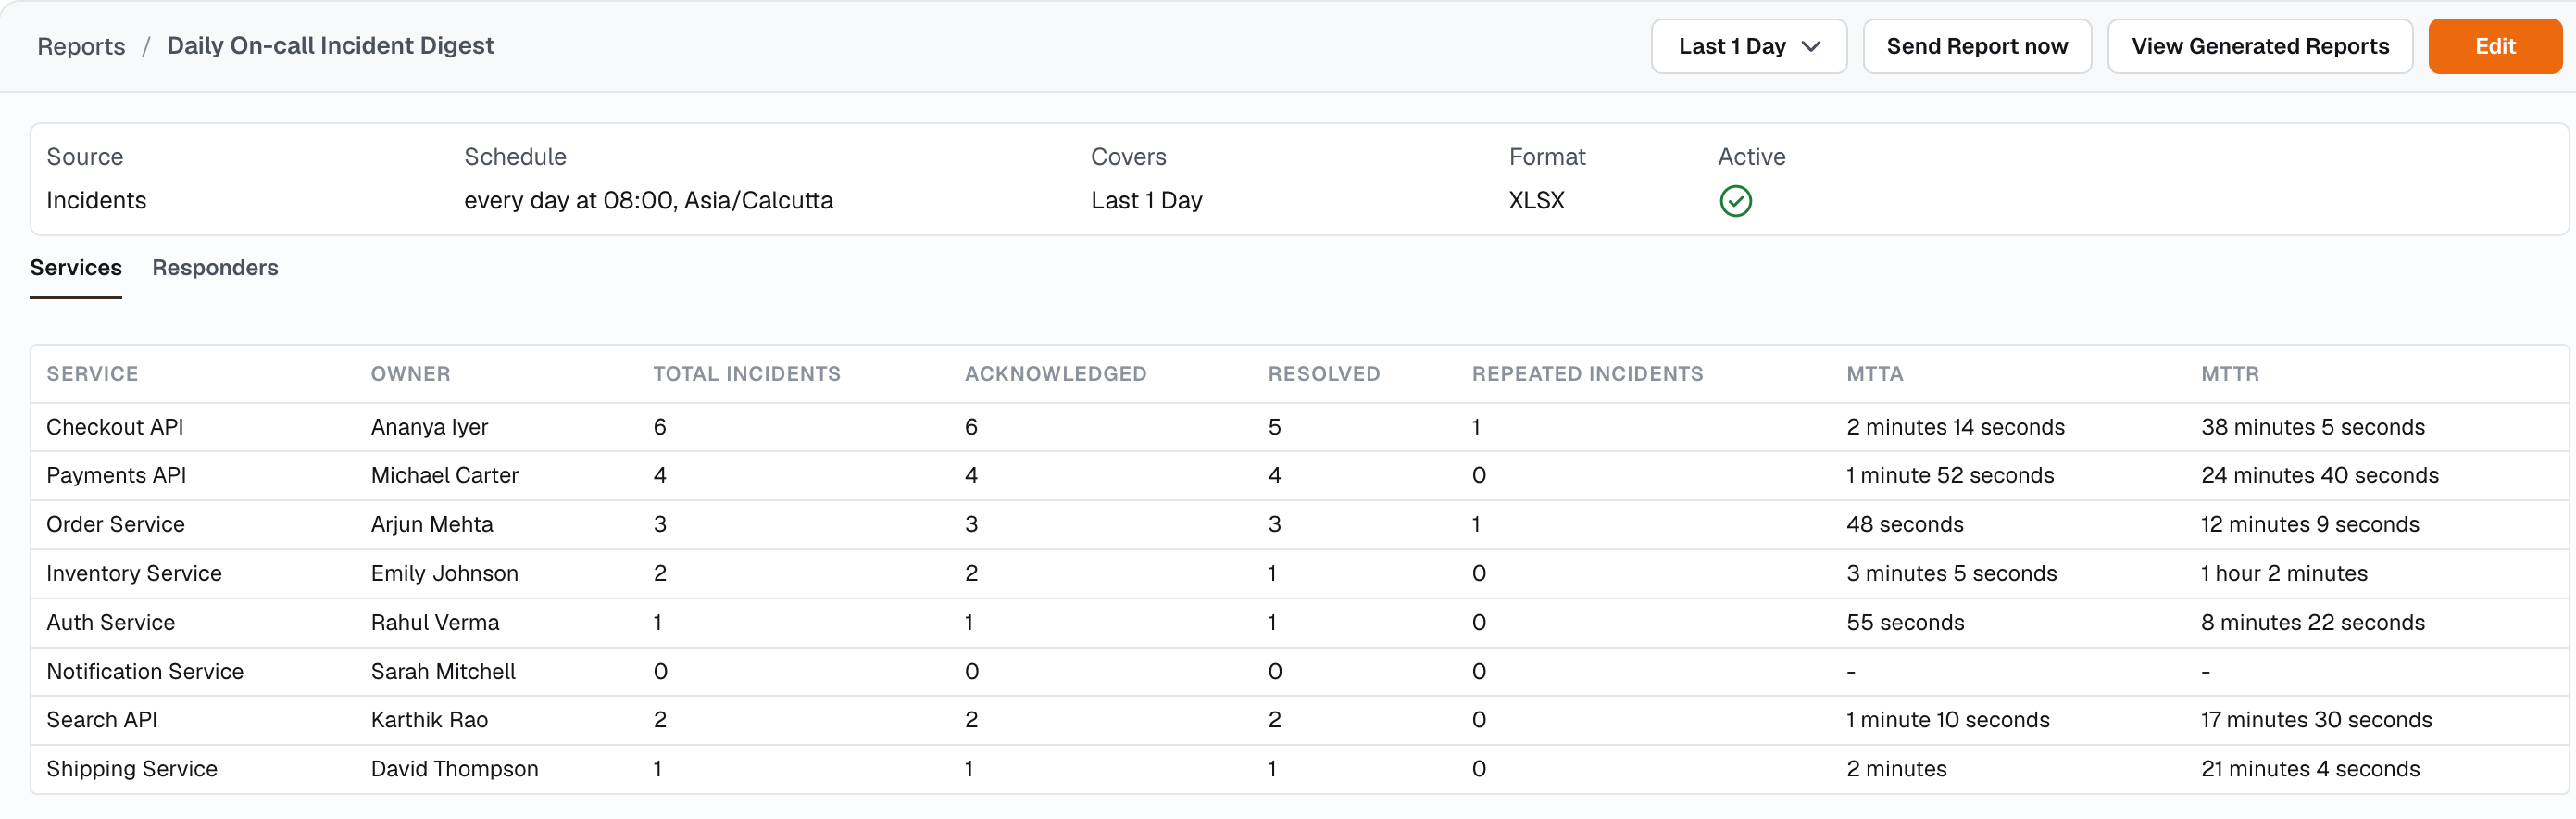 Reports / Daily On-call Incident Digest Last 1 Day Send Report now View Generated Reports Edit
Source Schedule Covers Format Active
Incidents every day at 08:00, Asia/Calcutta Last 1 Day XLSX
Services Responders
SERVICE OWNER TOTAL INCIDENTS ACKNOWLEDGED RESOLVED REPEATED INCIDENTS MTTA MTTR
Checkout API Ananya Iyer 6 6 5 1 2 minutes 14 seconds 38 minutes 5 seconds
Payments API Michael Carter 4 4 4 0 1 minute 52 seconds 24 minutes 40 seconds
Order Service Arjun Mehta 3 3 3 1 48 seconds 12 minutes 9 seconds
Inventory Service Emily Johnson 2 2 1 0 3 minutes 5 seconds 1 hour 2 minutes
Auth Service Rahul Verma 1 1 1 0 55 seconds 8 minutes 22 seconds
Notification Service Sarah Mitchell 0 0 0 0 - -
Search API Karthik Rao 2 2 2 0 1 minute 10 seconds 17 minutes 30 seconds
Shipping Service David Thompson 1 1 1 0 2 minutes 21 minutes 4 seconds